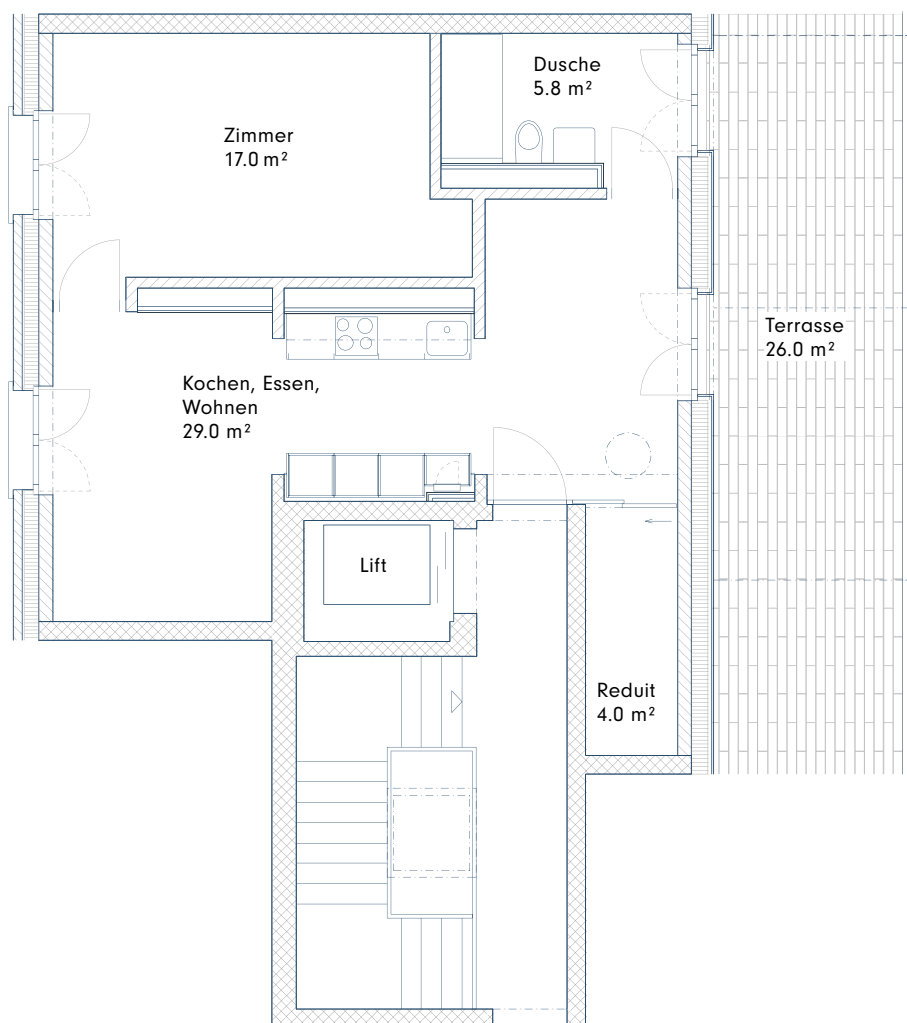 Dusche
5.8 m²
Zimmer
17.0 m²
Terrasse
26.0 m²
Kochen, Essen,
Wohnen
29.0 m²
Lift
Reduit
4.0 m²